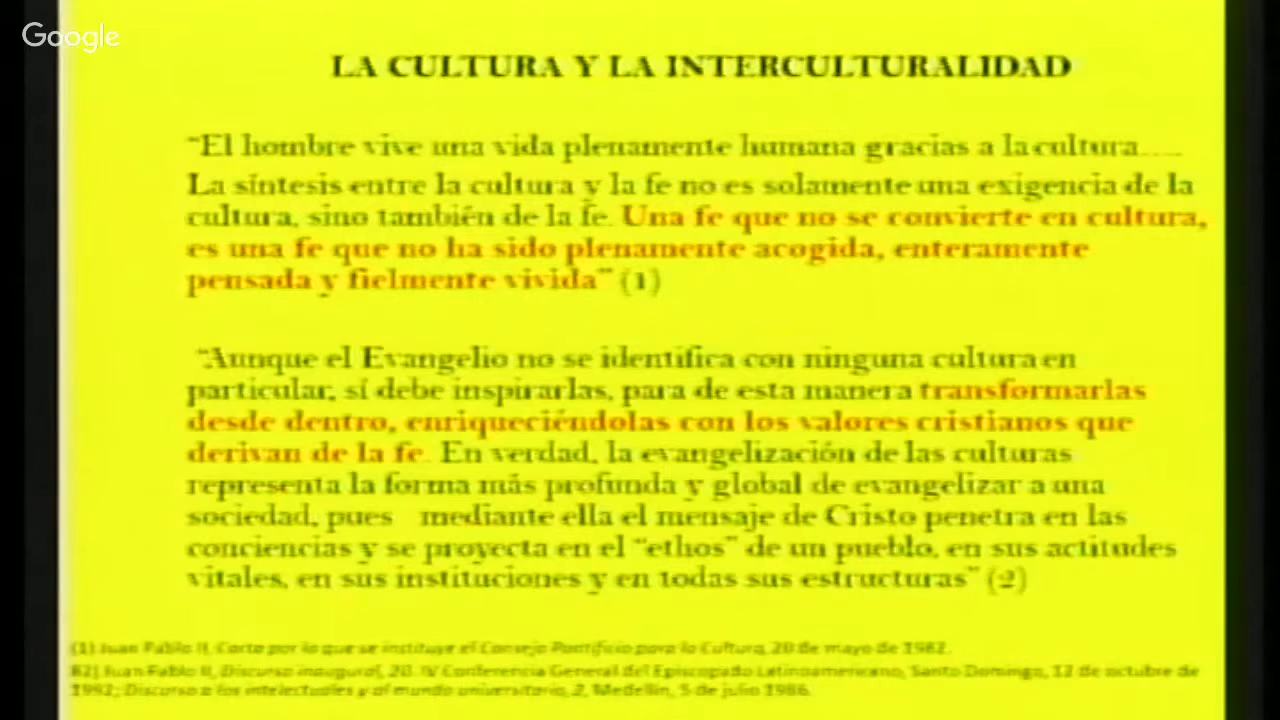 Google
LA CULTURA Y LA INTERCULTURALIDAD
“El hombre vive una vida plenamente humana gracias a la cultura….
La síntesis entre la cultura y la fe no es solamente una exigencia de la
cultura, sino también de la fe. Una fe que no se convierte en cultura,
es una fe que no ha sido plenamente acogida, enteramente
pensada y fielmente vivida” (1)
“Aunque el Evangelio no se identifica con ninguna cultura en
particular, sí debe inspirarlas, para de esta manera transformarlas
desde dentro, enriqueciéndolas con los valores cristianos que
derivan de la fe. En verdad, la evangelización de las culturas
representa la forma más profunda y global de evangelizar a una
sociedad, pues mediante ella el mensaje de Cristo penetra en las
conciencias y se proyecta en el “ethos” de un pueblo, en sus actitudes
vitales, en sus instituciones y en todas sus estructuras” (2)
(1) Juan Pablo II, Carta por la que se instituye el Consejo Pontificio para la Cultura, 20 de mayo de 1982.
82) Juan Pablo II, Discurso inaugural, 20. IV Conferencia General del Episcopado Latinoamericano, Santo Domingo, 12 de octubre de
1992; Discurso a los intelectuales y al mundo universitario, 2, Medellín, 5 de julio 1986.